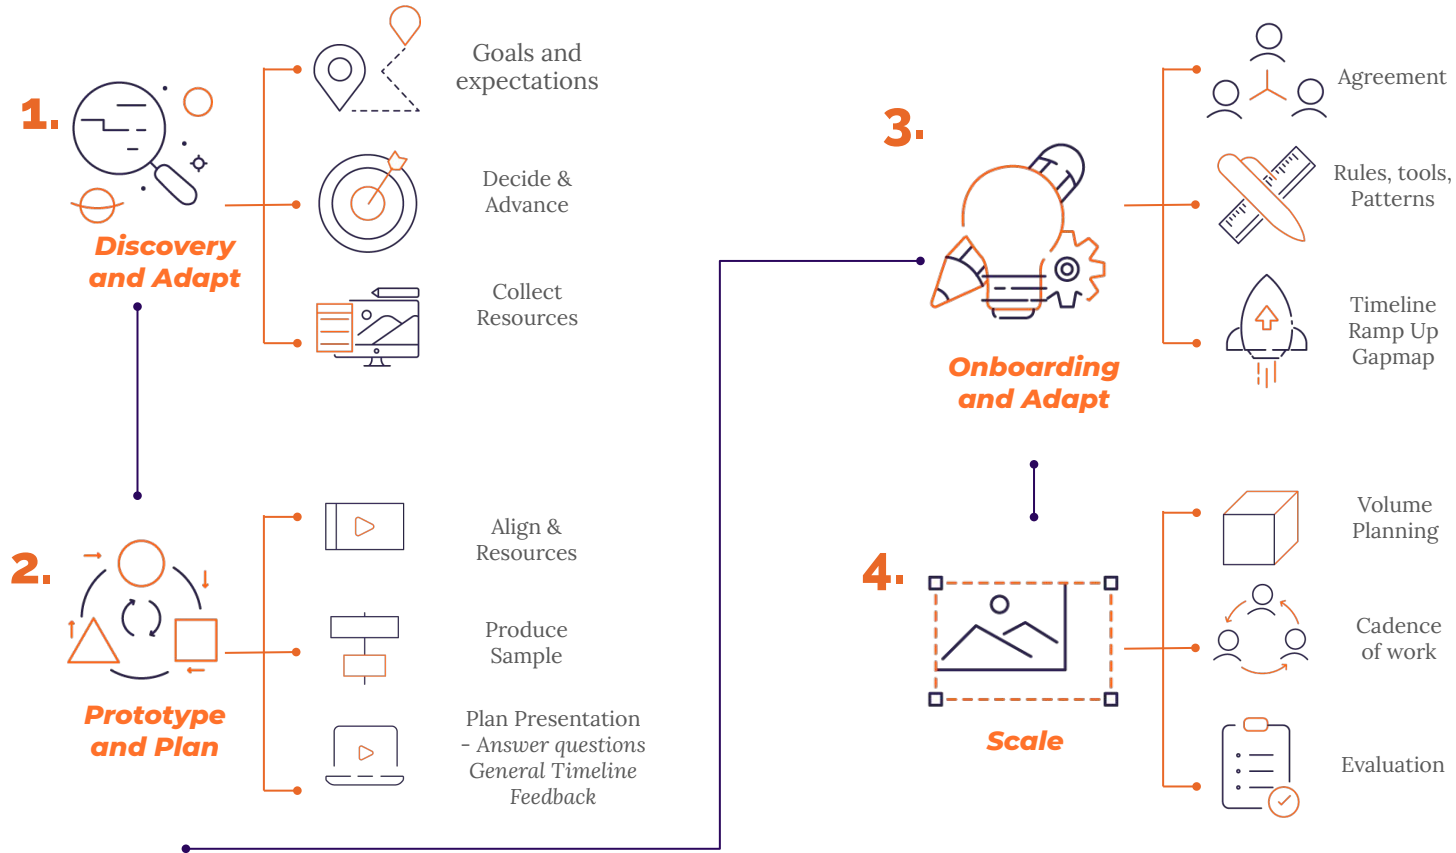 1.
Discovery
and Adapt
Goals and
expectations
Decide &
Advance
Collect
Resources
2.
Prototype
and Plan
Align &
Resources
Produce
Sample
Plan Presentation
- Answer questions
General Timeline
Feedback
3.
Onboarding
and Adapt
Agreement
Rules, tools,
Patterns
Timeline
Ramp Up
Gapmap
4.
Scale
Volume
Planning
Cadence
of work
Evaluation